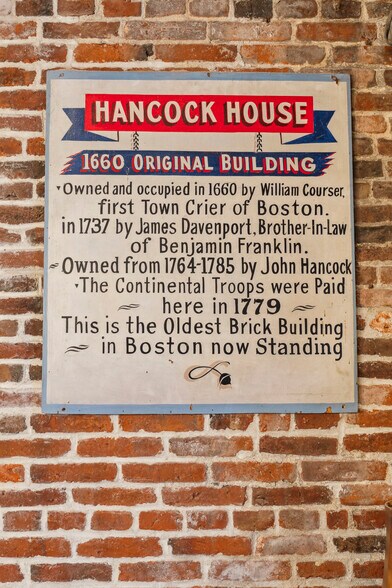 HANCOCK HOUSE
1660 ORIGINAL BUILDING
Owned and occupied in 1660 by William Courser,
first Town Crier of Boston.
in 1737 by James Davenport, Brother-In-Law
of Benjamin Franklin.
Owned from 1764-1785 by John Hancock
The Continental Troops were Paid
here in 1779
This is the Oldest Brick Building
in Boston now Standing